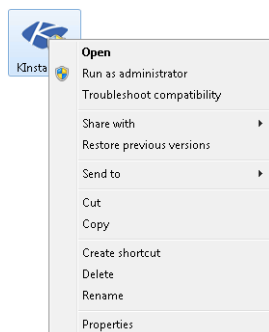 KInsta
Open
Run as administrator
Troubleshoot compatibility
Share with
Restore previous versions
Send to
Cut
Copy
Create shortcut
Delete
Rename
Properties